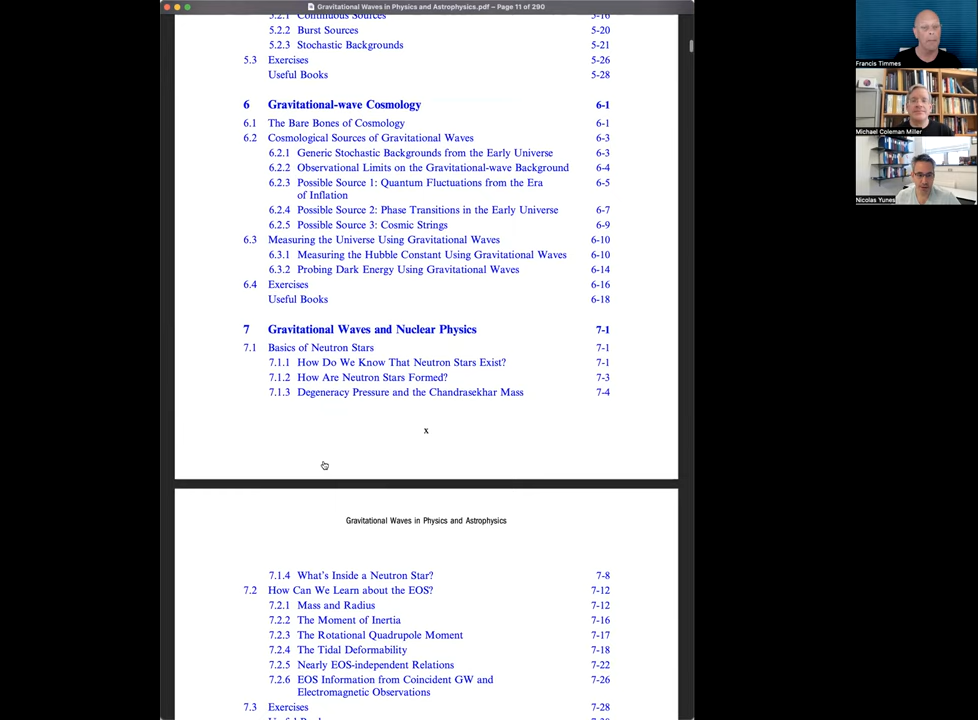 Gravitational Waves in Physics and Astrophysics.pdf – Page 11 of 290
5.2.1 Continuous Sources 5-16
5.2.2 Burst Sources 5-20
5.2.3 Stochastic Backgrounds 5-21
5.3 Exercises 5-26
Useful Books 5-28
6 Gravitational-wave Cosmology 6-1
6.1 The Bare Bones of Cosmology 6-1
6.2 Cosmological Sources of Gravitational Waves 6-3
6.2.1 Generic Stochastic Backgrounds from the Early Universe 6-3
6.2.2 Observational Limits on the Gravitational-wave Background 6-4
6.2.3 Possible Source 1: Quantum Fluctuations from the Era 6-5
of Inflation
6.2.4 Possible Source 2: Phase Transitions in the Early Universe 6-7
6.2.5 Possible Source 3: Cosmic Strings 6-9
6.3 Measuring the Universe Using Gravitational Waves 6-10
6.3.1 Measuring the Hubble Constant Using Gravitational Waves 6-10
6.3.2 Probing Dark Energy Using Gravitational Waves 6-14
6.4 Exercises 6-16
Useful Books 6-18
7 Gravitational Waves and Nuclear Physics 7-1
7.1 Basics of Neutron Stars 7-1
7.1.1 How Do We Know That Neutron Stars Exist? 7-1
7.1.2 How Are Neutron Stars Formed? 7-3
7.1.3 Degeneracy Pressure and the Chandrasekhar Mass 7-4
x
Gravitational Waves in Physics and Astrophysics
7.1.4 What's Inside a Neutron Star? 7-8
7.2 How Can We Learn about the EOS? 7-12
7.2.1 Mass and Radius 7-12
7.2.2 The Moment of Inertia 7-16
7.2.3 The Rotational Quadrupole Moment 7-17
7.2.4 The Tidal Deformability 7-18
7.2.5 Nearly EOS-independent Relations 7-22
7.2.6 EOS Information from Coincident GW and 7-26
Electromagnetic Observations
7.3 Exercises 7-28
Francis Timmes
Michael Coleman Miller
Nicolas Yunes